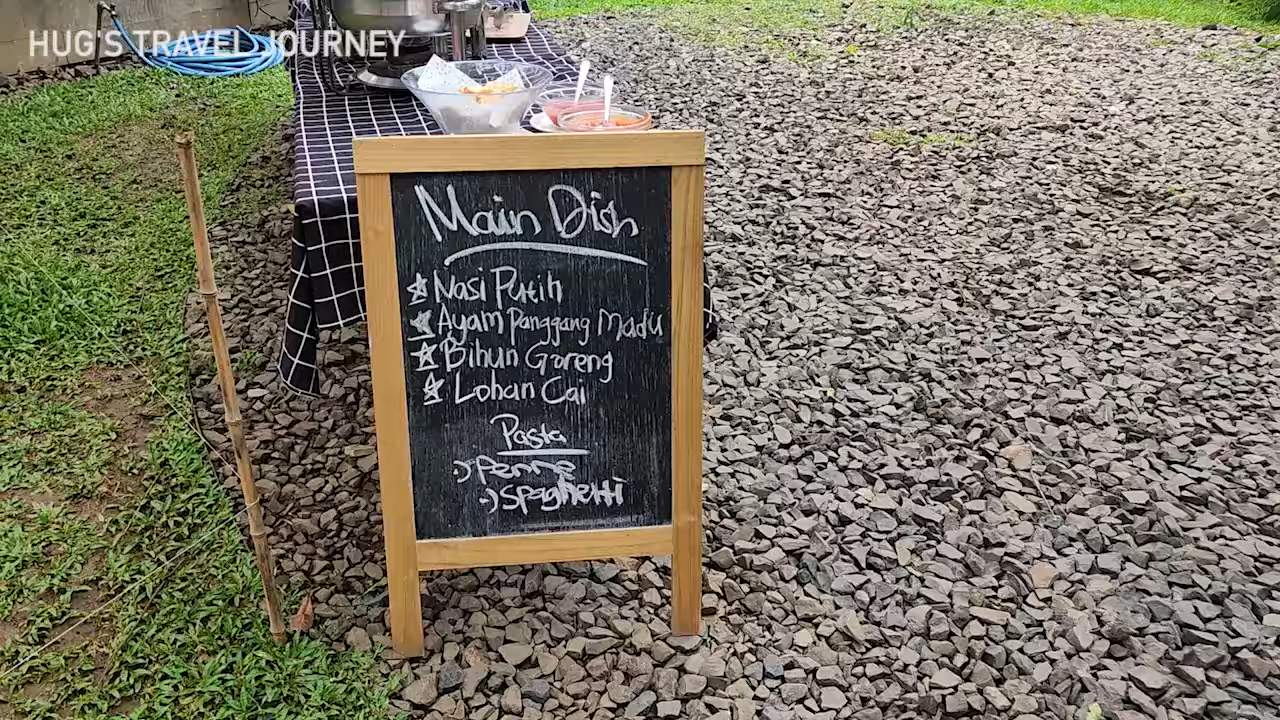 HUG'S TRAVEL JOURNEY
Main Dish
Nasi Putih
Ayam Panggang Madu
Bihun Goreng
Lohan Cai
Pasta
Penne
Spaghetti